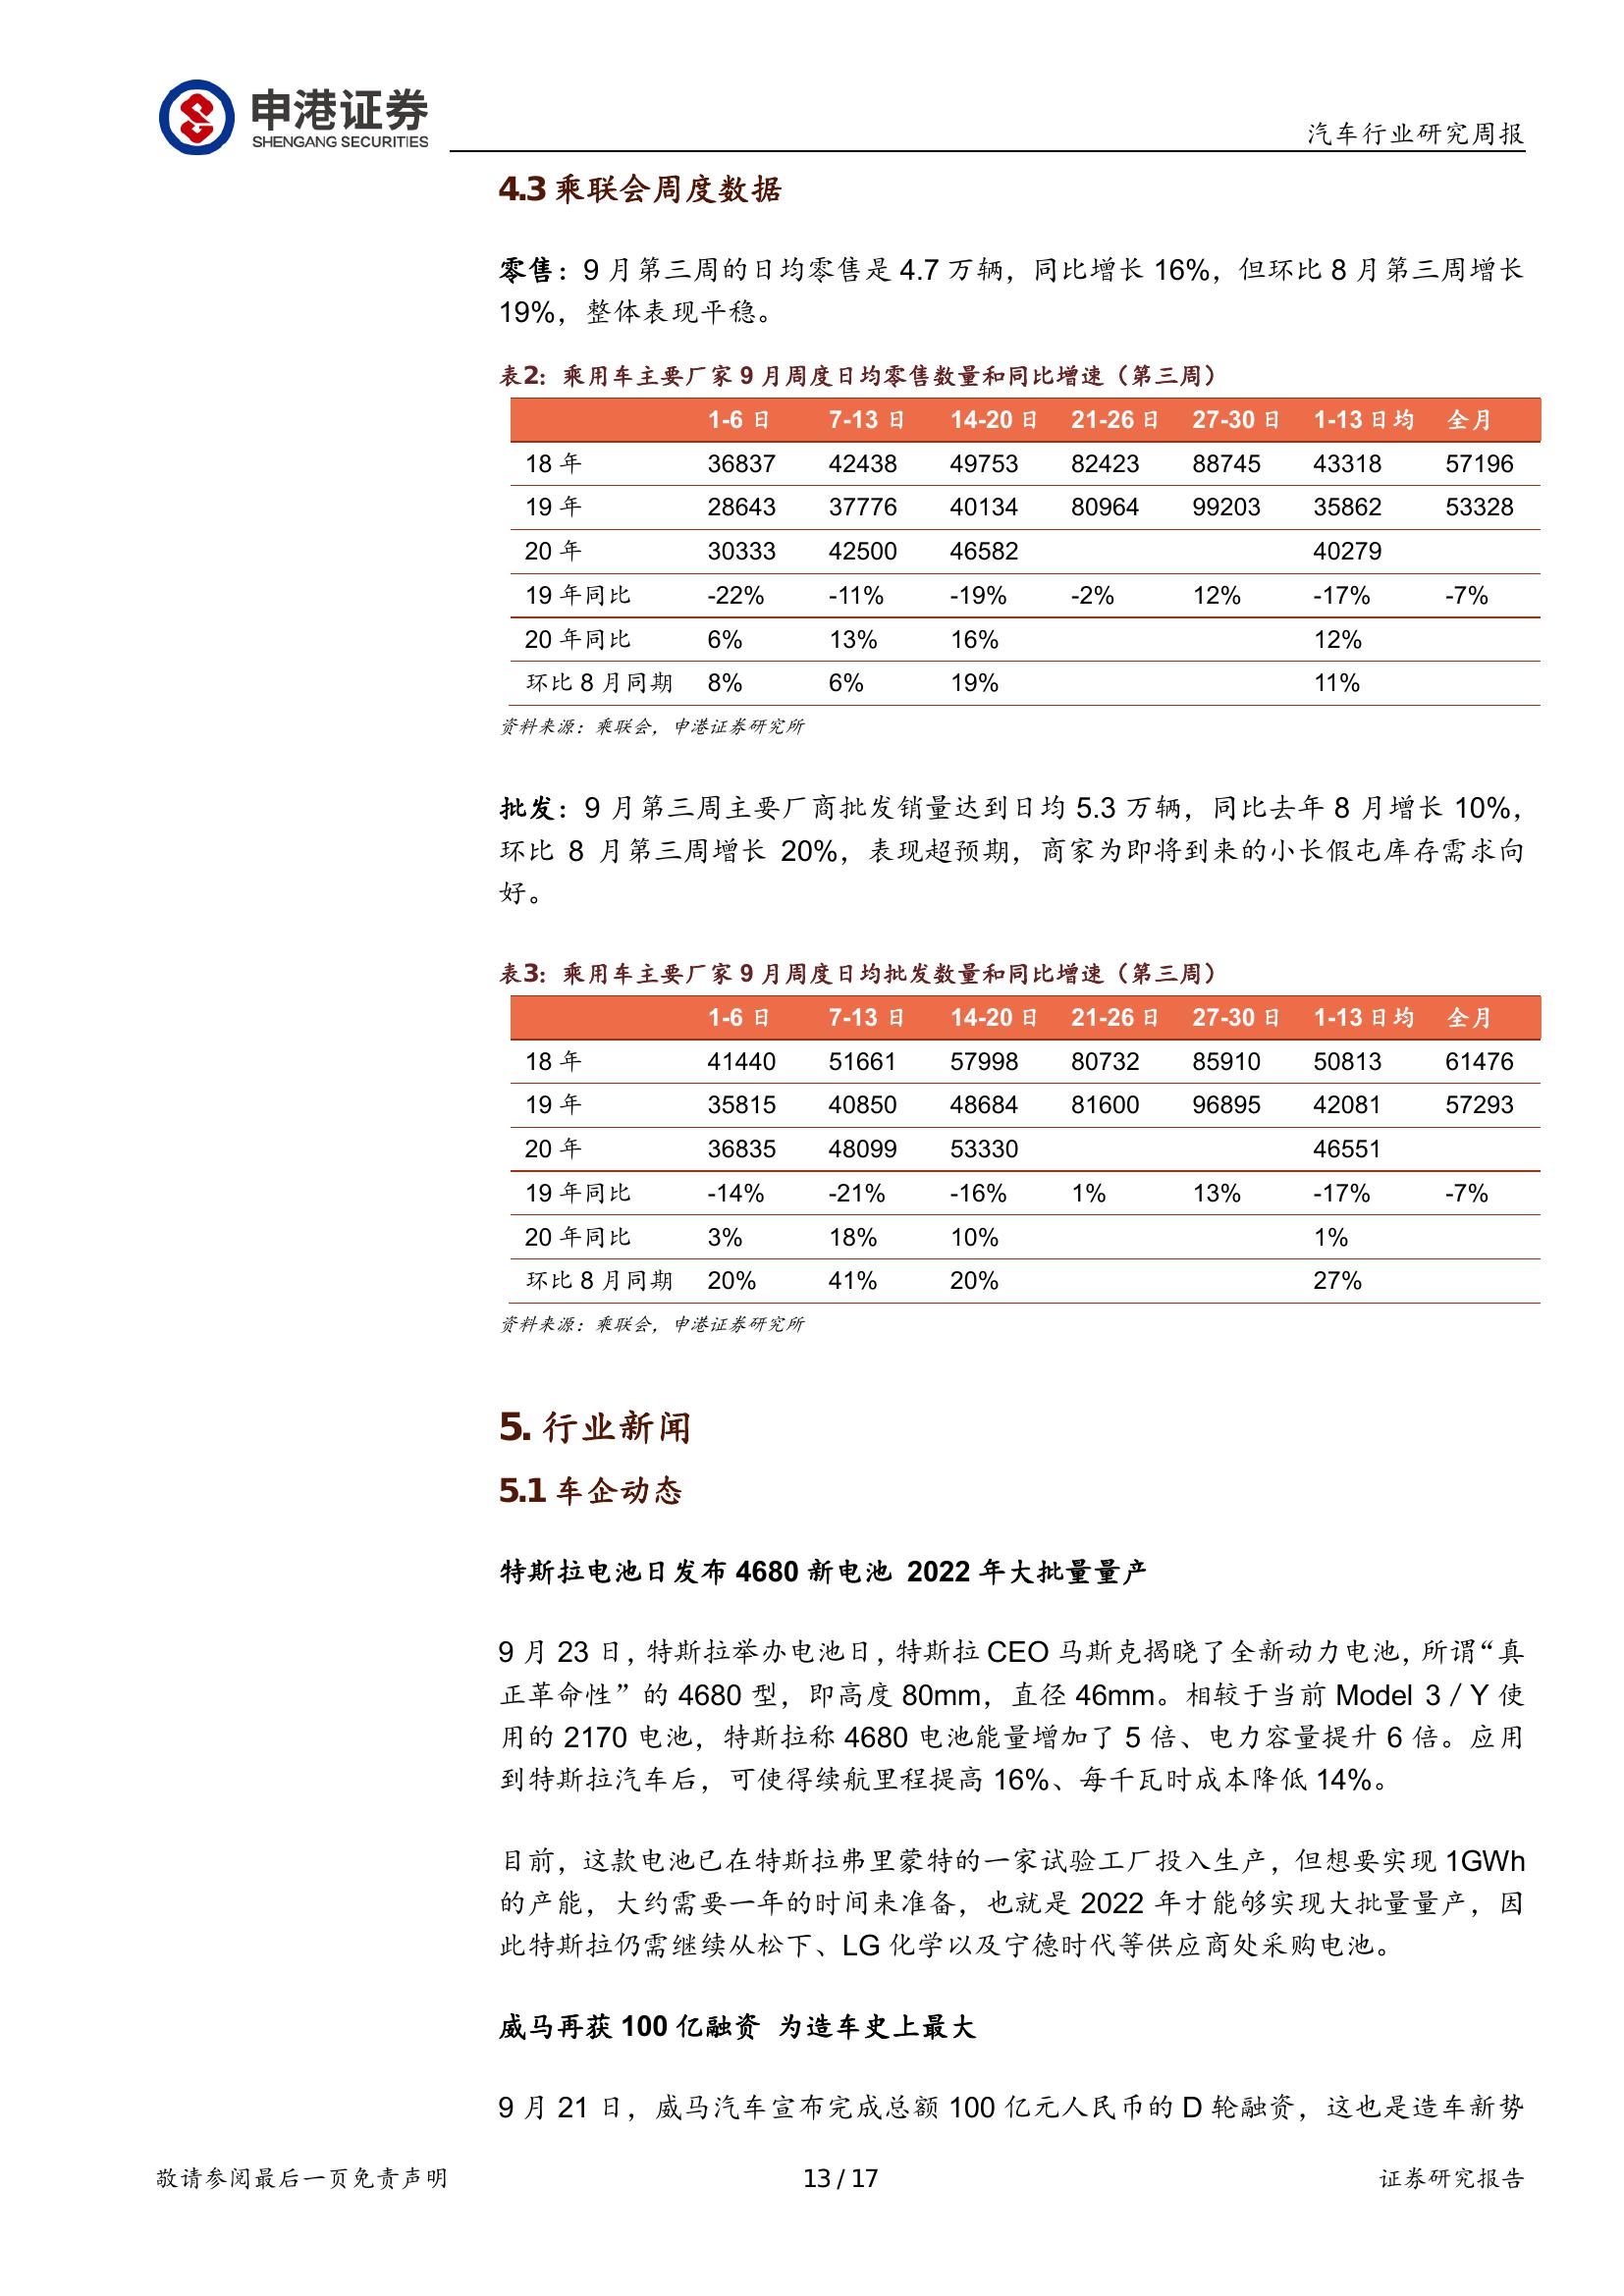 申港证券
SHENGANG SECURITIES
汽车行业研究周报
4.3 乘联会周度数据
零售：9 月第三周的日均零售是 4.7 万辆，同比增长 16%，但环比 8 月第三周增长
19%，整体表现平稳。
表2：乘用车主要厂家 9 月周度日均零售数量和同比增速（第三周）
1-6 日 7-13 日 14-20 日 21-26 日 27-30 日 1-13 日均 全月
18 年 36837 42438 49753 82423 88745 43318 57196
19 年 28643 37776 40134 80964 99203 35862 53328
20 年 30333 42500 46582 40279
19 年同比 -22% -11% -19% -2% 12% -17% -7%
20 年同比 6% 13% 16% 12%
环比 8 月同期 8% 6% 19% 11%
资料来源：乘联会，申港证券研究所
批发：9 月第三周主要厂商批发销量达到日均 5.3 万辆，同比去年 8 月增长 10%，
环比 8 月第三周增长 20%，表现超预期，商家为即将到来的小长假屯库存需求向
好。
表3：乘用车主要厂家 9 月周度日均批发数量和同比增速（第三周）
1-6 日 7-13 日 14-20 日 21-26 日 27-30 日 1-13 日均 全月
18 年 41440 51661 57998 80732 85910 50813 61476
19 年 35815 40850 48684 81600 96895 42081 57293
20 年 36835 48099 53330 46551
19 年同比 -14% -21% -16% 1% 13% -17% -7%
20 年同比 3% 18% 10% 1%
环比 8 月同期 20% 41% 20% 27%
资料来源：乘联会，申港证券研究所
5. 行业新闻
5.1 车企动态
特斯拉电池日发布 4680 新电池 2022 年大批量量产
9 月 23 日，特斯拉举办电池日，特斯拉 CEO 马斯克揭晓了全新动力电池，所谓“真
正革命性”的 4680 型，即高度 80mm，直径 46mm。相较于当前 Model 3／Y 使
用的 2170 电池，特斯拉称 4680 电池能量增加了 5 倍、电力容量提升 6 倍。应用
到特斯拉汽车后，可使得续航里程提高 16%、每千瓦时成本降低 14%。
目前，这款电池已在特斯拉弗里蒙特的一家试验工厂投入生产，但想要实现 1GWh
的产能，大约需要一年的时间来准备，也就是 2022 年才能够实现大批量量产，因
此特斯拉仍需继续从松下、LG 化学以及宁德时代等供应商处采购电池。
威马再获 100 亿融资 为造车史上最大
9 月 21 日，威马汽车宣布完成总额 100 亿元人民币的 D 轮融资，这也是造车新势
敬请参阅最后一页免责声明 13 / 17 证券研究报告